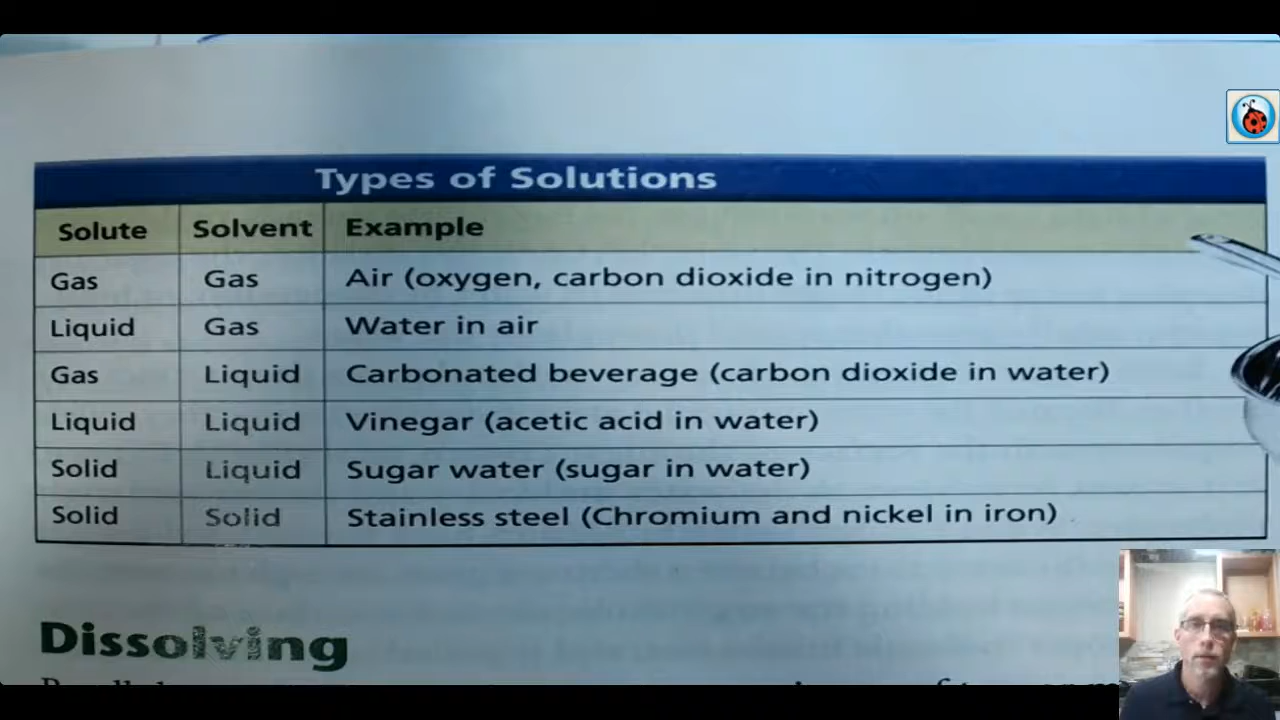 Types of Solutions
Solute Solvent Example
Gas Gas Air (oxygen, carbon dioxide in nitrogen)
Liquid Gas Water in air
Gas Liquid Carbonated beverage (carbon dioxide in water)
Liquid Liquid Vinegar (acetic acid in water)
Solid Liquid Sugar water (sugar in water)
Solid Solid Stainless steel (Chromium and nickel in iron)
Dissolving